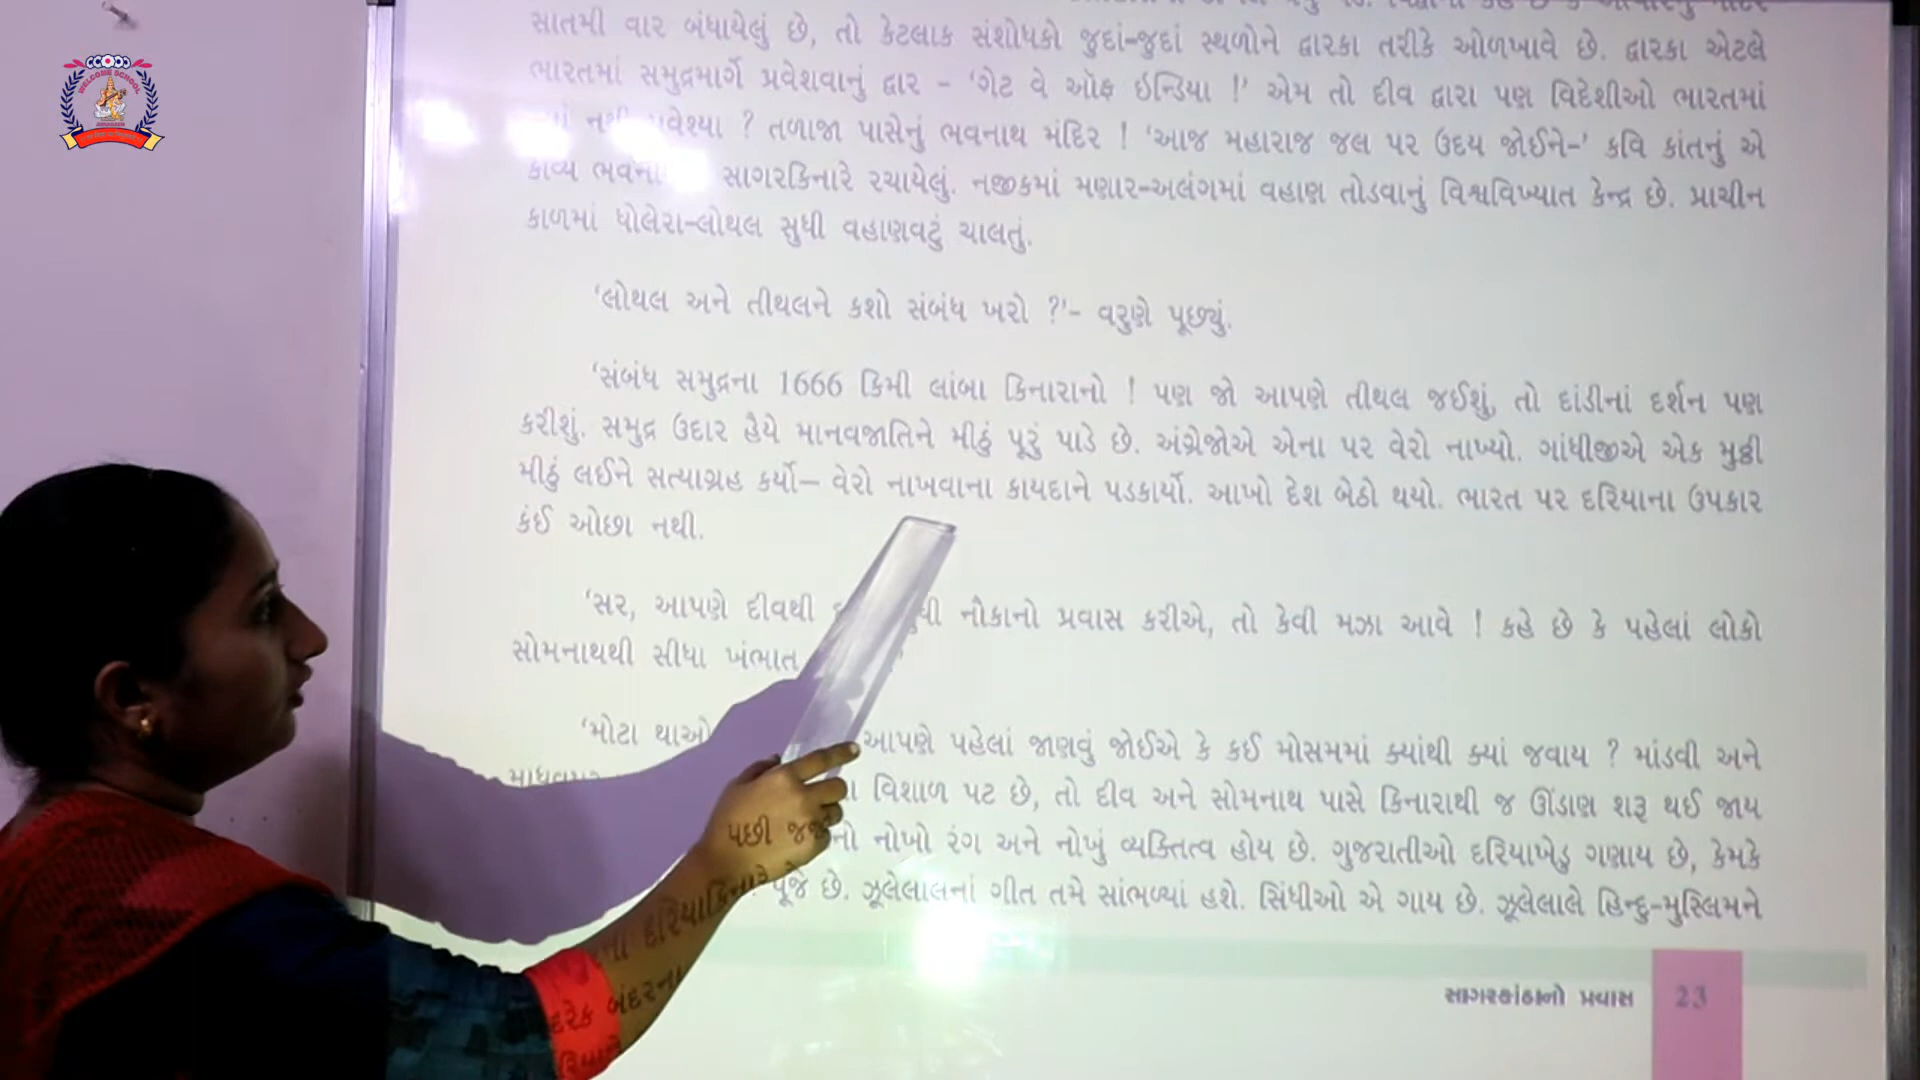 WELCOME SCHOOL
સાતમી વાર બંધાયેલું છે, તો કેટલાક સંશોધકો જુદાં-જુદાં સ્થળોને દ્વારકા તરીકે ઓળખાવે છે. દ્વારકા એટલે
ભારતમાં સમુદ્રમાર્ગે પ્રવેશવાનું દ્વાર - ‘ગેટ વે ઑફ ઇન્ડિયા !’ એમ તો દીવ દ્વારા પણ વિદેશીઓ ભારતમાં
? તળાજા પાસેનું ભવનાથ મંદિર ! ‘આજ મહારાજ જલ પર ઉદય જોઈને-’ કવિ કાંતનું એ
કાવ્ય સાગરકિનારે રચાયેલું. નજીકમાં મણાર-અલંગમાં વહાણ તોડવાનું વિશ્વવિખ્યાત કેન્દ્ર છે. પ્રાચીન
કાળમાં ધોલેરા-લોથલ સુધી વહાણવટું ચાલતું.
‘લોથલ અને તીથલને કશો સંબંધ ખરો ?’- વરુણે પૂછ્યું.
‘સંબંધ સમુદ્રના 1666 કિમી લાંબા કિનારાનો ! પણ જો આપણે તીથલ જઈશું, તો દાંડીનાં દર્શન પણ
કરીશું. સમુદ્ર ઉદાર હૈયે માનવજાતિને મીઠું પૂરું પાડે છે. અંગ્રેજોએ એના પર વેરો નાખ્યો. ગાંધીજીએ એક મુઠ્ઠી
મીઠું લઈને સત્યાગ્રહ કર્યો– વેરો નાખવાના કાયદાને પડકાર્યો. આખો દેશ બેઠો થયો. ભારત પર દરિયાના ઉપકાર
કંઈ ઓછા નથી.
‘સર, આપણે દીવથી નૌકાનો પ્રવાસ કરીએ, તો કેવી મઝા આવે ! કહે છે કે પહેલાં લોકો
સોમનાથથી સીધા ખંભાત
‘મોટા થાઓ આપણે પહેલાં જાણવું જોઈએ કે કઈ મોસમમાં ક્યાંથી ક્યાં જવાય ? માંડવી અને
વિશાળ પટ છે, તો દીવ અને સોમનાથ પાસે કિનારાથી જ ઊંડાણ શરૂ થઈ જાય
નોખો રંગ અને નોખું વ્યક્તિત્વ હોય છે. ગુજરાતીઓ દરિયાખેડુ ગણાય છે, કેમકે
પૂજે છે. ઝૂલેલાલનાં ગીત તમે સાંભળ્યાં હશે. સિંધીઓ એ ગાય છે. ઝૂલેલાલે હિન્દુ-મુસ્લિમને
પછી
દરિયાકિનારે
દરેક બંદરના
સાગરકાંઠાનો પ્રવાસ 23